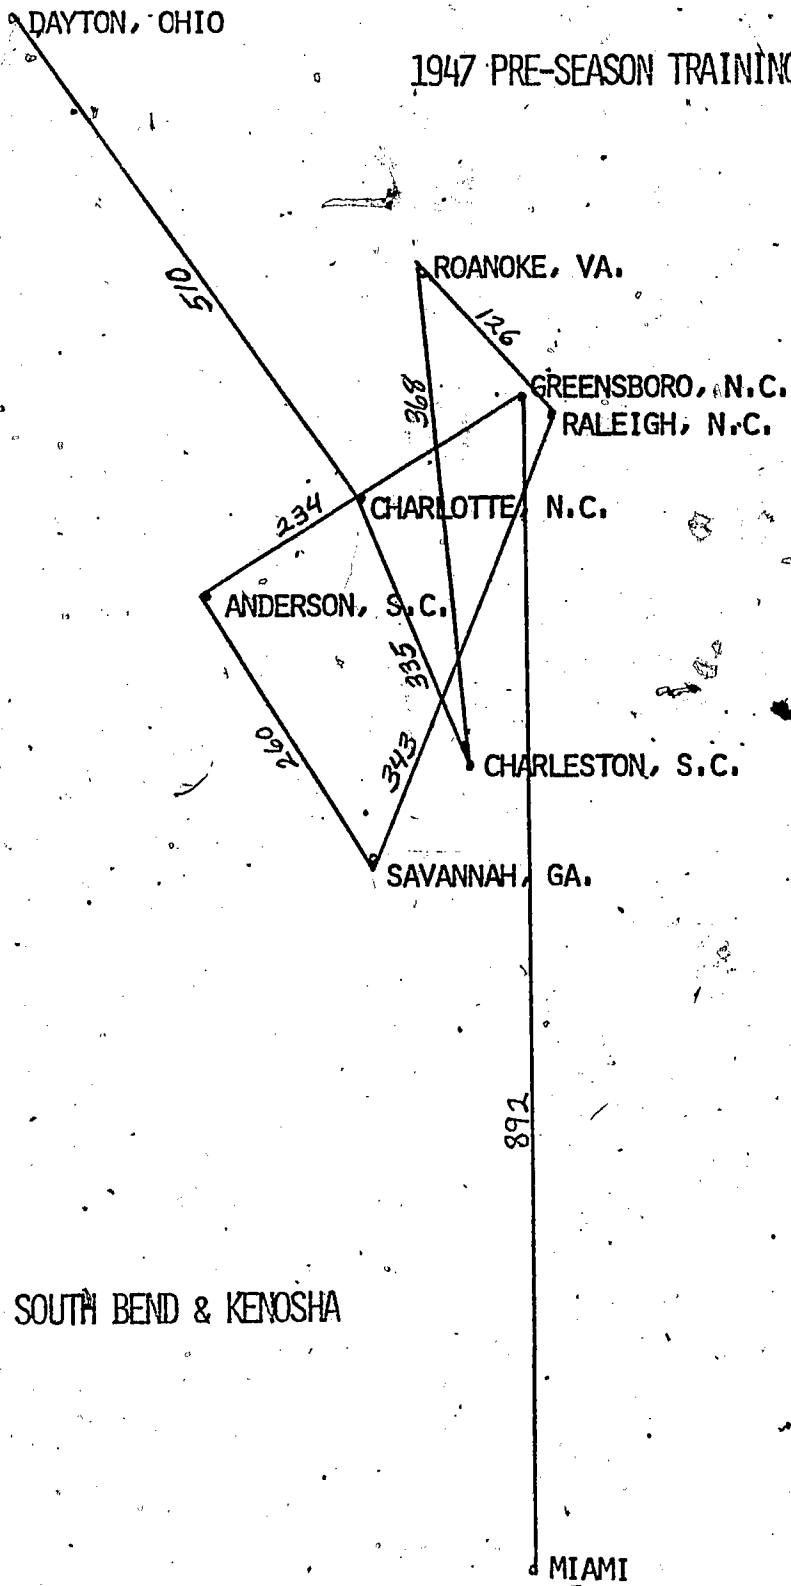 DAYTON, OHIO
1947 PRE-SEASON TRAINING
510
ROANOKE, VA.
126
GREENSBORO, N.C.
368
RALEIGH, N.C.
234
CHARLOTTE, N.C.
ANDERSON, S.C.
335
260
343
CHARLESTON, S.C.
SAVANNAH, GA.
892
SOUTH BEND & KENOSHA
MIAMI